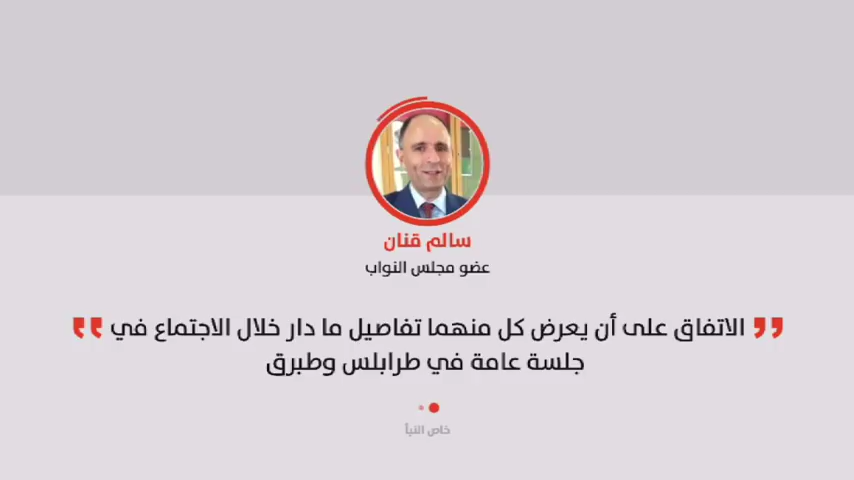 سالم قنان
عضو مجلس النواب
الاتفاق على أن يعرض كل منهما تفاصيل ما دار خلال الاجتماع في
جلسة عامة في طرابلس وطبرق
خاص النبأ